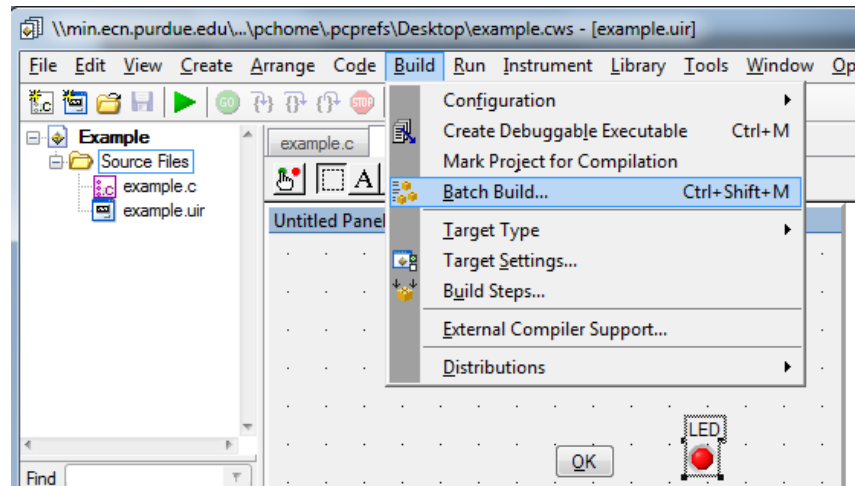 \\min.ecn.purdue.edu\...\pchome\.pcprefs\Desktop\example.cws - [example.uir]
File Edit View Create Arrange Code Build Run Instrument Library Tools Window Op
.c GO STOP
Configuration
Create Debuggable Executable Ctrl+M
Mark Project for Compilation
Batch Build... Ctrl+Shift+M
Target Type
Target Settings...
Build Steps...
External Compiler Support...
Distributions
Example
Source Files
.c example.c
example.uir
example.c
A
Untitled Panel
LED
OK
Find